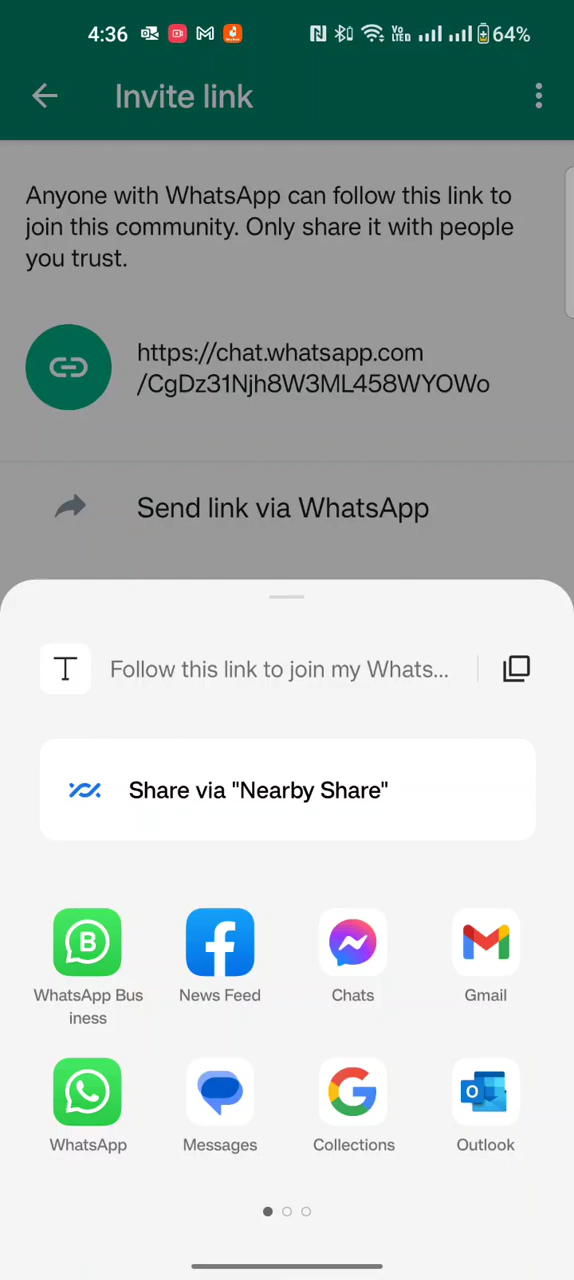 4:36 VoLTE 64%
Invite link
Anyone with WhatsApp can follow this link to
join this community. Only share it with people
you trust.
https://chat.whatsapp.com
/CgDz31Njh8W3ML458WYOWo
Send link via WhatsApp
T Follow this link to join my Whats...
Share via "Nearby Share"
WhatsApp Bus
iness
News Feed
Chats
Gmail
WhatsApp
Messages
Collections
Outlook